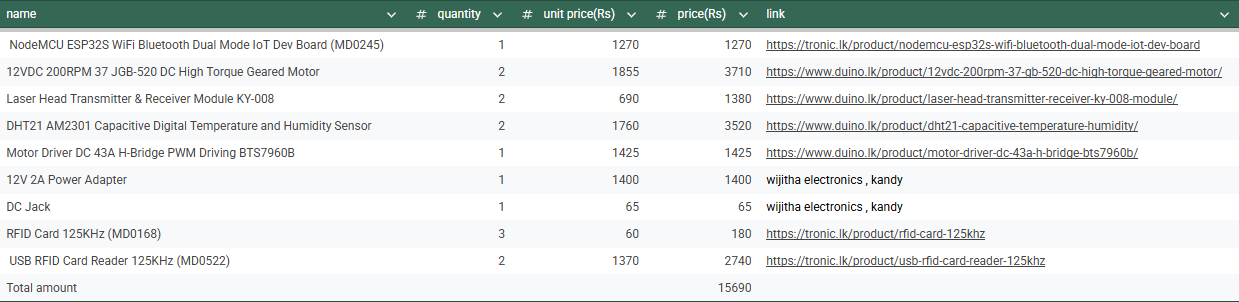 name # quantity # unit price(Rs) # price(Rs) link
NodeMCU ESP32S WiFi Bluetooth Dual Mode IoT Dev Board (MD0245) 1 1270 1270 https://tronic.lk/product/nodemcu-esp32s-wifi-bluetooth-dual-mode-iot-dev-board
12VDC 200RPM 37 JGB-520 DC High Torque Geared Motor 2 1855 3710 https://www.duino.lk/product/12vdc-200rpm-37-gb-520-dc-high-torque-geared-motor/
Laser Head Transmitter & Receiver Module KY-008 2 690 1380 https://www.duino.lk/product/laser-head-transmitter-receiver-ky-008-module/
DHT21 AM2301 Capacitive Digital Temperature and Humidity Sensor 2 1760 3520 https://www.duino.lk/product/dht21-capacitive-temperature-humidity/
Motor Driver DC 43A H-Bridge PWM Driving BTS7960B 1 1425 1425 https://www.duino.lk/product/motor-driver-dc-43a-h-bridge-bts7960b/
12V 2A Power Adapter 1 1400 1400 wijitha electronics , kandy
DC Jack 1 65 65 wijitha electronics , kandy
RFID Card 125KHz (MD0168) 3 60 180 https://tronic.lk/product/rfid-card-125khz
USB RFID Card Reader 125KHz (MD0522) 2 1370 2740 https://tronic.lk/product/usb-rfid-card-reader-125khz
Total amount 15690